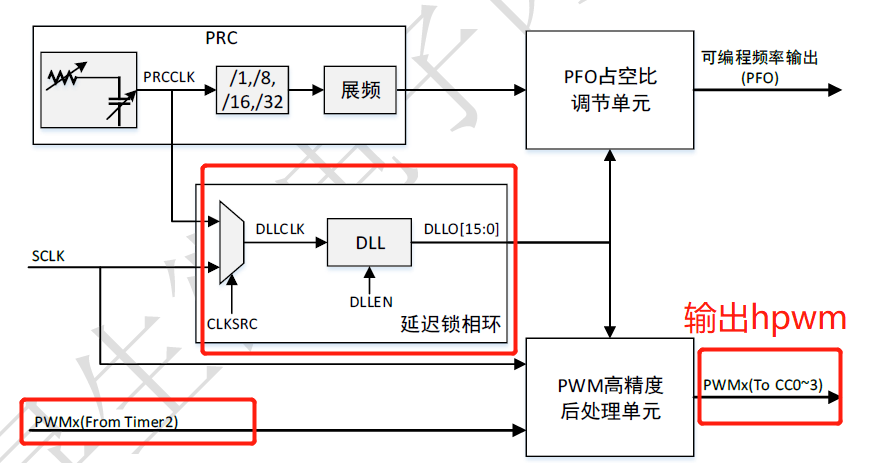 PRC
PRCCLK
/1,/8,
/16,/32
展频
PFO占空比
调节单元
可编程频率输出
(PFO)
SCLK
DLLCLK
DLL
DLLO[15:0]
DLLEN
CLKSRC
延迟锁相环
输出hpwm
PWMx(From Timer2)
PWM高精度
后处理单元
PWMx(To CC0~3)